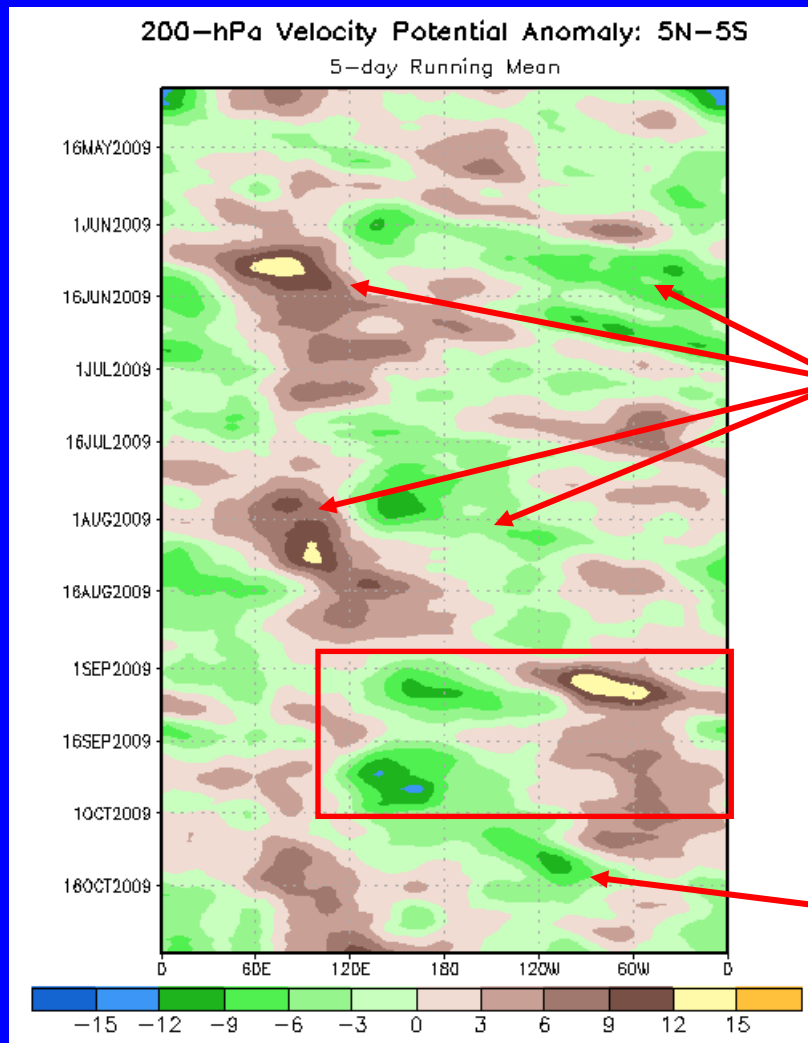 200-hPa Velocity Potential Anomaly: 5N-5S
5-day Running Mean
16MAY2009
1JUN2009
16JUN2009
1JUL2009
16JUL2009
1AUG2009
16AUG2009
1SEP2009
16SEP2009
1OCT2009
16OCT2009
0 60E 120E 180 120W 60W 0
-15 -12 -9 -6 -3 0 3 6 9 12 15